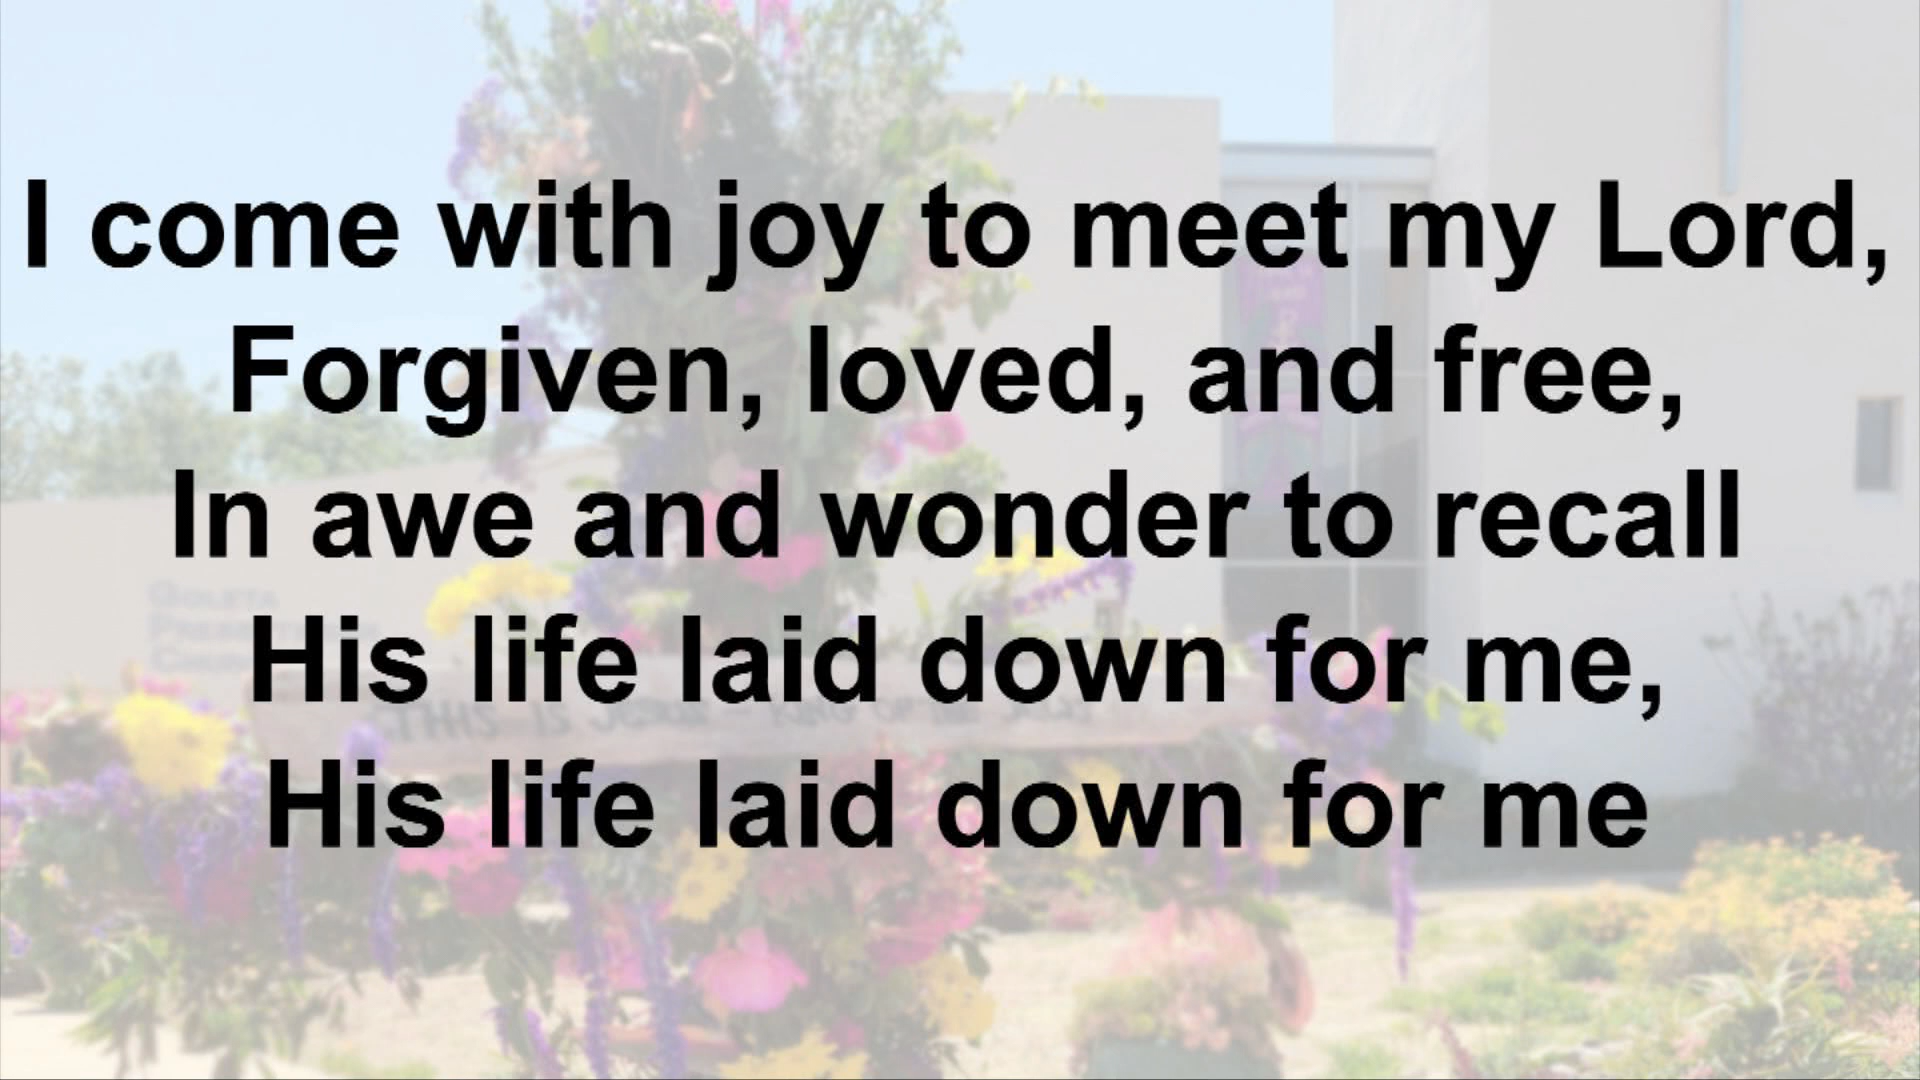 I come with joy to meet my Lord,
Forgiven, loved, and free,
In awe and wonder to recall
His life laid down for me,
His life laid down for me
GOLETA